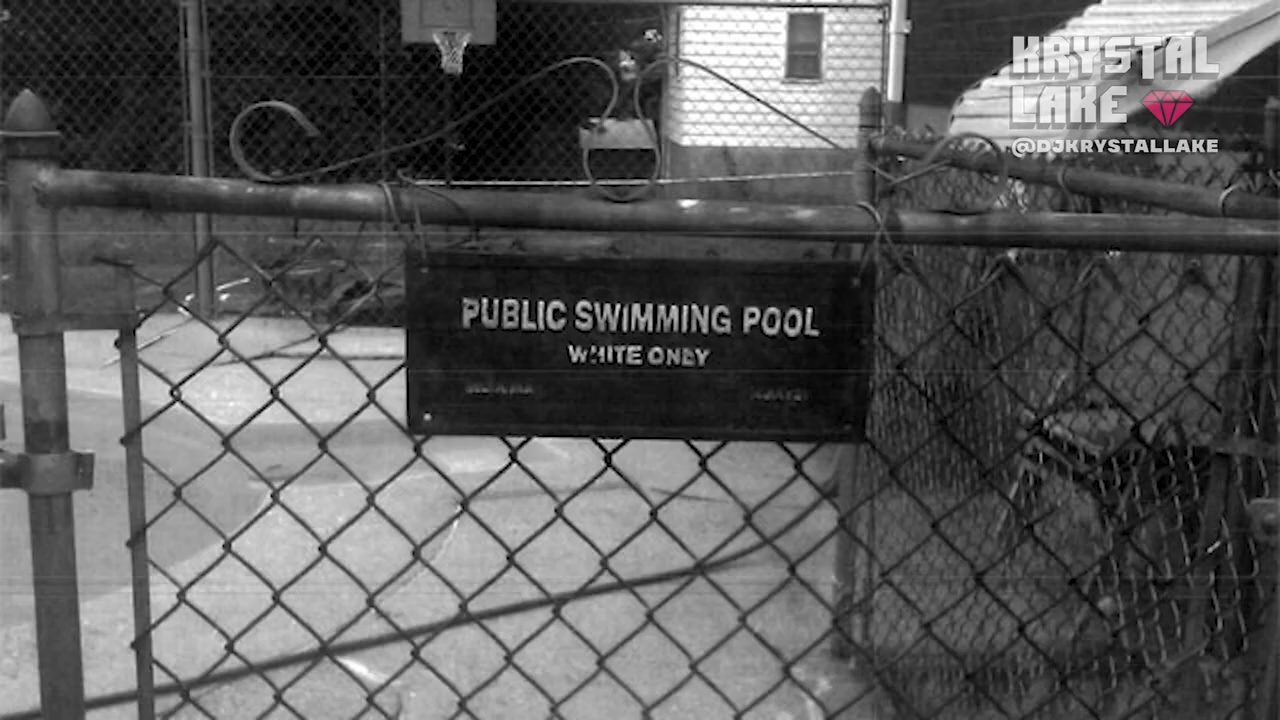 KRYSTAL
LAKE
@DJKRYSTALLAKE
PUBLIC SWIMMING POOL
WHITE ONLY